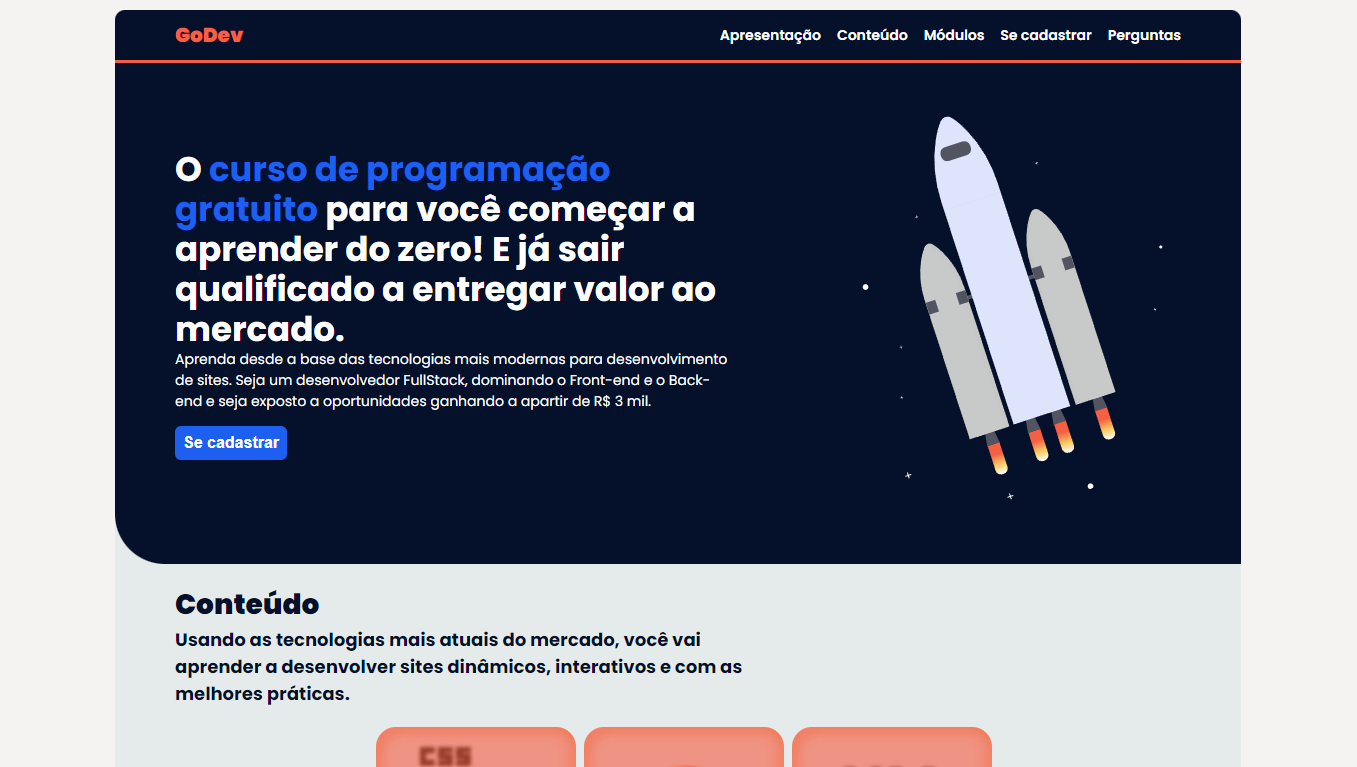 GoDev
Apresentação Conteúdo Módulos Se cadastrar Perguntas
O curso de programação
gratuito para você começar a
aprender do zero! E já sair
qualificado a entregar valor ao
mercado.
Aprenda desde a base das tecnologias mais modernas para desenvolvimento
de sites. Seja um desenvolvedor FullStack, dominando o Front-end e o Back-
end e seja exposto a oportunidades ganhando a apartir de R$ 3 mil.
Se cadastrar
Conteúdo
Usando as tecnologias mais atuais do mercado, você vai
aprender a desenvolver sites dinâmicos, interativos e com as
melhores práticas.
CSS